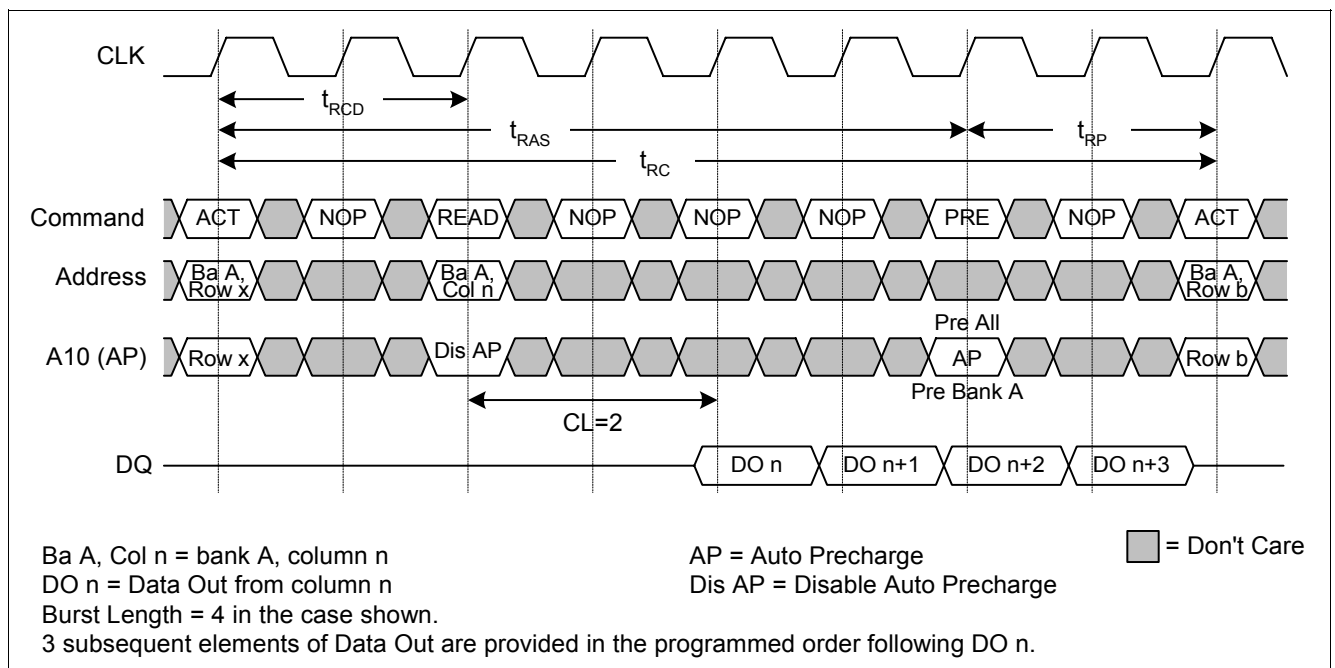 CLK
tRCD
tRAS
tRP
tRC
Command ACT NOP READ NOP NOP NOP PRE NOP ACT
Address Ba A, Row x Ba A, Col n Ba A, Row b
Pre All
A10 (AP) Row x Dis AP AP Row b
Pre Bank A
CL=2
DQ DO n DO n+1 DO n+2 DO n+3
Ba A, Col n = bank A, column n
DO n = Data Out from column n
Burst Length = 4 in the case shown.
3 subsequent elements of Data Out are provided in the programmed order following DO n.
AP = Auto Precharge
Dis AP = Disable Auto Precharge
= Don't Care